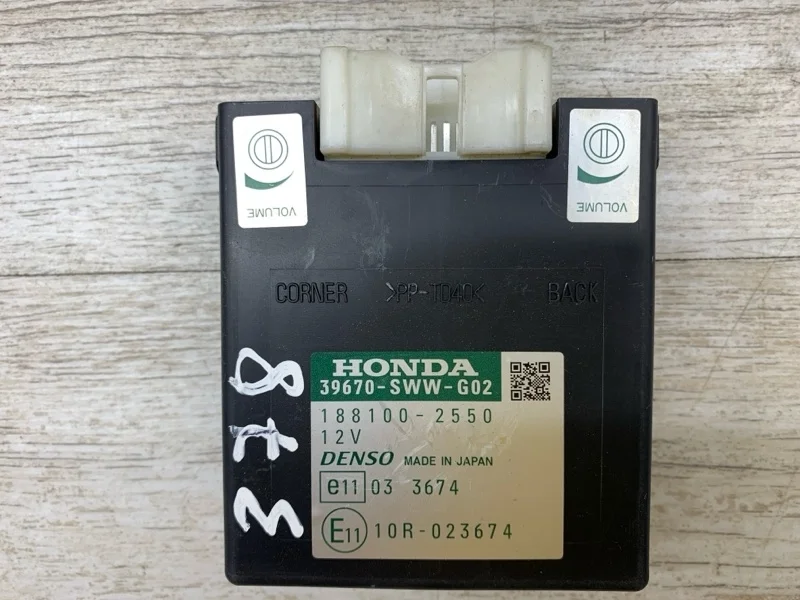 VOLUME
VOLUME
CORNER >PP-TD40< BACK
HONDA
39670-SWW-G02
188100-2550
12V
DENSO MADE IN JAPAN
e11 03 3674
E11 10R-023674
378